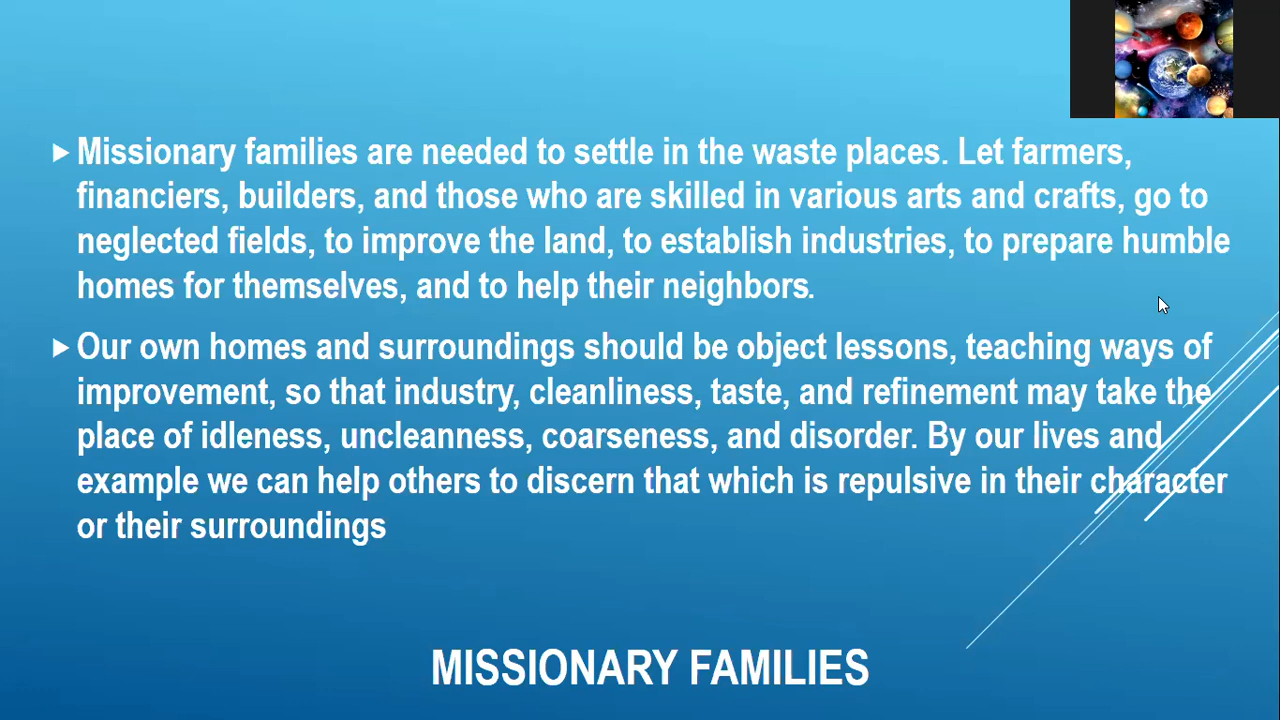 Missionary families are needed to settle in the waste places. Let farmers,
financiers, builders, and those who are skilled in various arts and crafts, go to
neglected fields, to improve the land, to establish industries, to prepare humble
homes for themselves, and to help their neighbors.
Our own homes and surroundings should be object lessons, teaching ways of
improvement, so that industry, cleanliness, taste, and refinement may take the
place of idleness, uncleanness, coarseness, and disorder. By our lives and
example we can help others to discern that which is repulsive in their character
or their surroundings
MISSIONARY FAMILIES